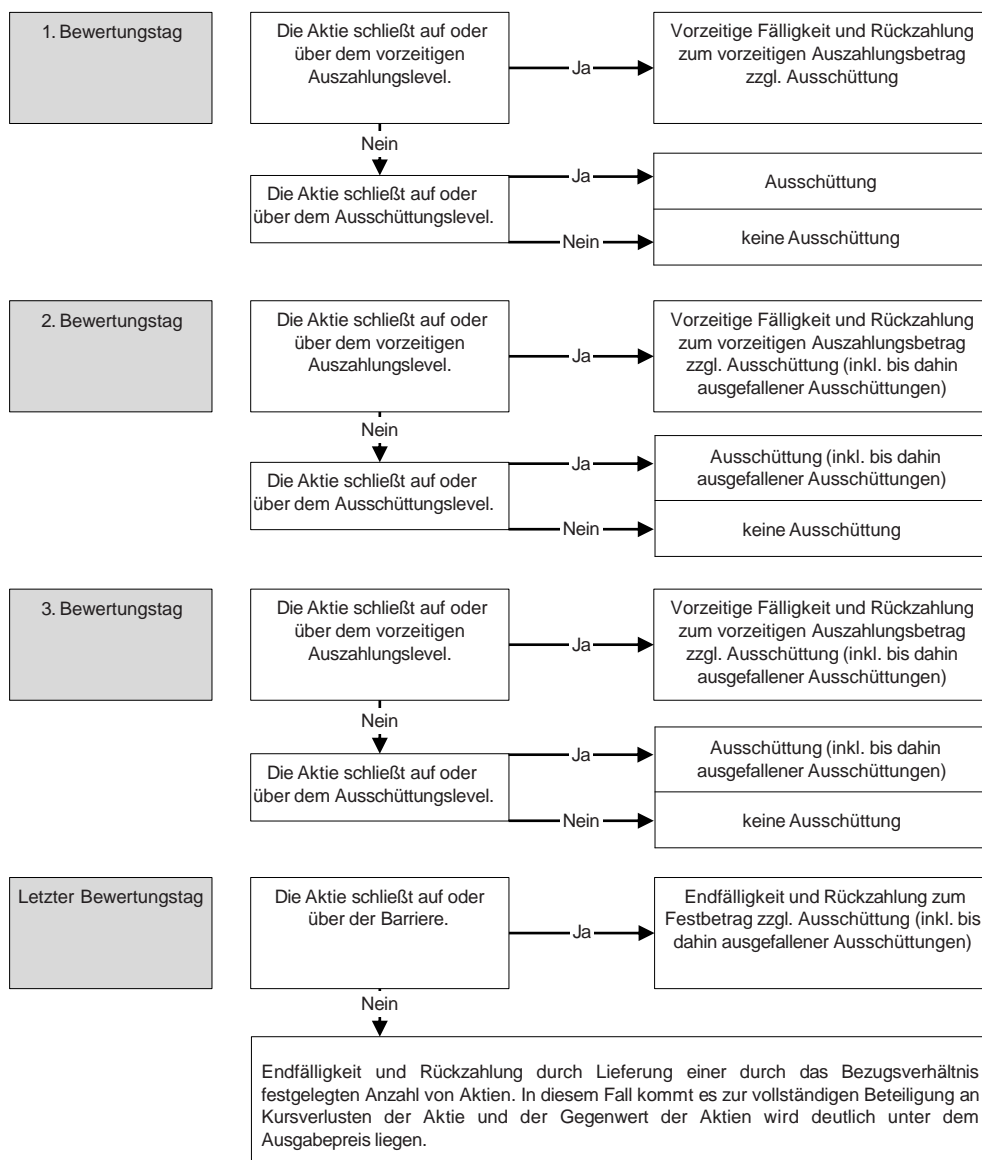 1. Bewertungstag
Die Aktie schließt auf oder
über dem vorzeitigen
Auszahlungslevel.
Ja
Vorzeitige Fälligkeit und Rückzahlung
zum vorzeitigen Auszahlungsbetrag
zzgl. Ausschüttung
Nein
Die Aktie schließt auf oder
über dem Ausschüttungslevel.
Ja
Ausschüttung
Nein
keine Ausschüttung
2. Bewertungstag
Die Aktie schließt auf oder
über dem vorzeitigen
Auszahlungslevel.
Ja
Vorzeitige Fälligkeit und Rückzahlung
zum vorzeitigen Auszahlungsbetrag
zzgl. Ausschüttung (inkl. bis dahin
ausgefallener Ausschüttungen)
Nein
Die Aktie schließt auf oder
über dem Ausschüttungslevel.
Ja
Ausschüttung (inkl. bis dahin
ausgefallener Ausschüttungen)
Nein
keine Ausschüttung
3. Bewertungstag
Die Aktie schließt auf oder
über dem vorzeitigen
Auszahlungslevel.
Ja
Vorzeitige Fälligkeit und Rückzahlung
zum vorzeitigen Auszahlungsbetrag
zzgl. Ausschüttung (inkl. bis dahin
ausgefallener Ausschüttungen)
Nein
Die Aktie schließt auf oder
über dem Ausschüttungslevel.
Ja
Ausschüttung (inkl. bis dahin
ausgefallener Ausschüttungen)
Nein
keine Ausschüttung
Letzter Bewertungstag
Die Aktie schließt auf oder
über der Barriere.
Ja
Endfälligkeit und Rückzahlung zum
Festbetrag zzgl. Ausschüttung (inkl. bis
dahin ausgefallener Ausschüttungen)
Nein
Endfälligkeit und Rückzahlung durch Lieferung einer durch das Bezugsverhältnis
festgelegten Anzahl von Aktien. In diesem Fall kommt es zur vollständigen Beteiligung an
Kursverlusten der Aktie und der Gegenwert der Aktien wird deutlich unter dem
Ausgabepreis liegen.